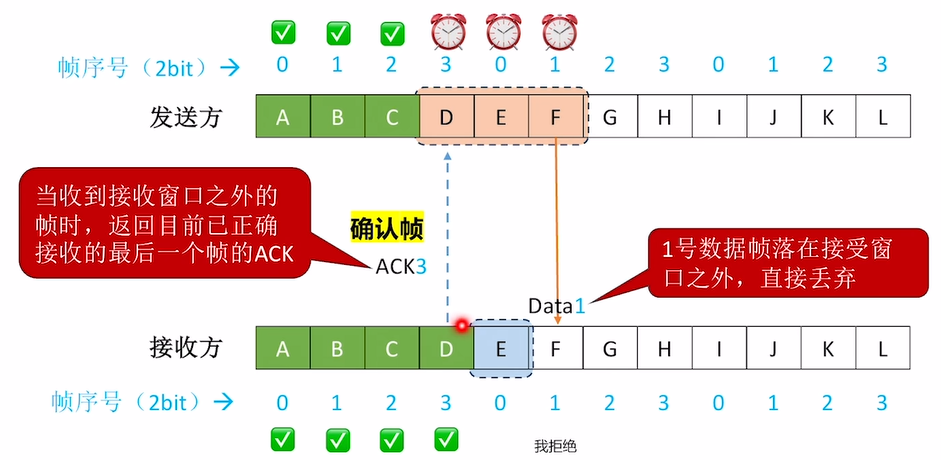 帧序号（2bit）→ 0 1 2 3 0 1 2 3 0 1 2 3
发送方 A B C D E F G H I J K L
当收到接收窗口之外的
帧时，返回目前已正确
接收的最后一个帧的ACK
确认帧
ACK3
1号数据帧落在接受窗
口之外，直接丢弃
Data1
接收方 A B C D E F G H I J K L
帧序号（2bit）→ 0 1 2 3 0 1 2 3 0 1 2 3
我拒绝